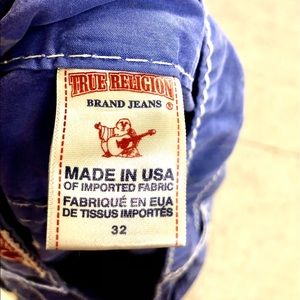 TRUE RELIGION
BRAND JEANS ®
MADE IN USA
OF IMPORTED FABRIC
FABRIQUÉ EN EUA
DE TISSUS IMPORTÉS
32